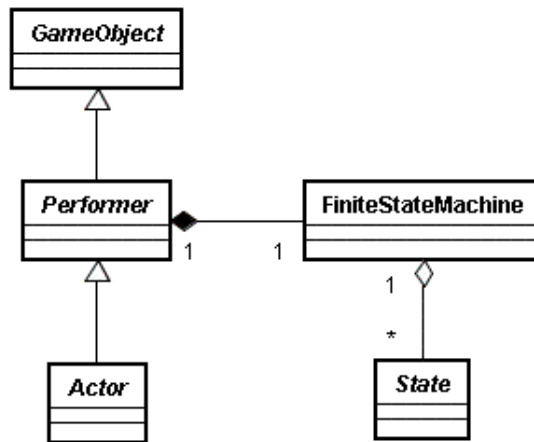 GameObject
Performer
FiniteStateMachine
1
1
1
*
Actor
State